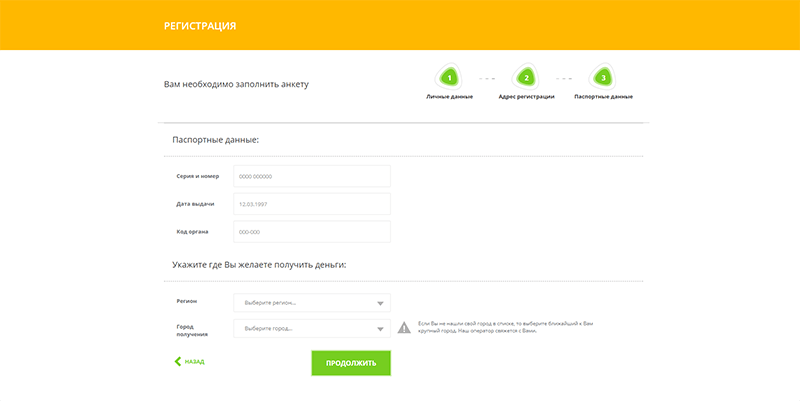 РЕГИСТРАЦИЯ
Вам необходимо заполнить анкету
1 2 3
Личные данные Адрес регистрации Паспортные данные
Паспортные данные:
Серия и номер 0000 000000
Дата выдачи 12.03.1997
Код органа 000-000
Укажите где Вы желаете получить деньги:
Регион Выберите регион...
Город
получения Выберите город...
Если Вы не нашли свой город в списке, то выберите ближайший к Вам
крупный город. Наш оператор свяжется с Вами.
НАЗАД ПРОДОЛЖИТЬ